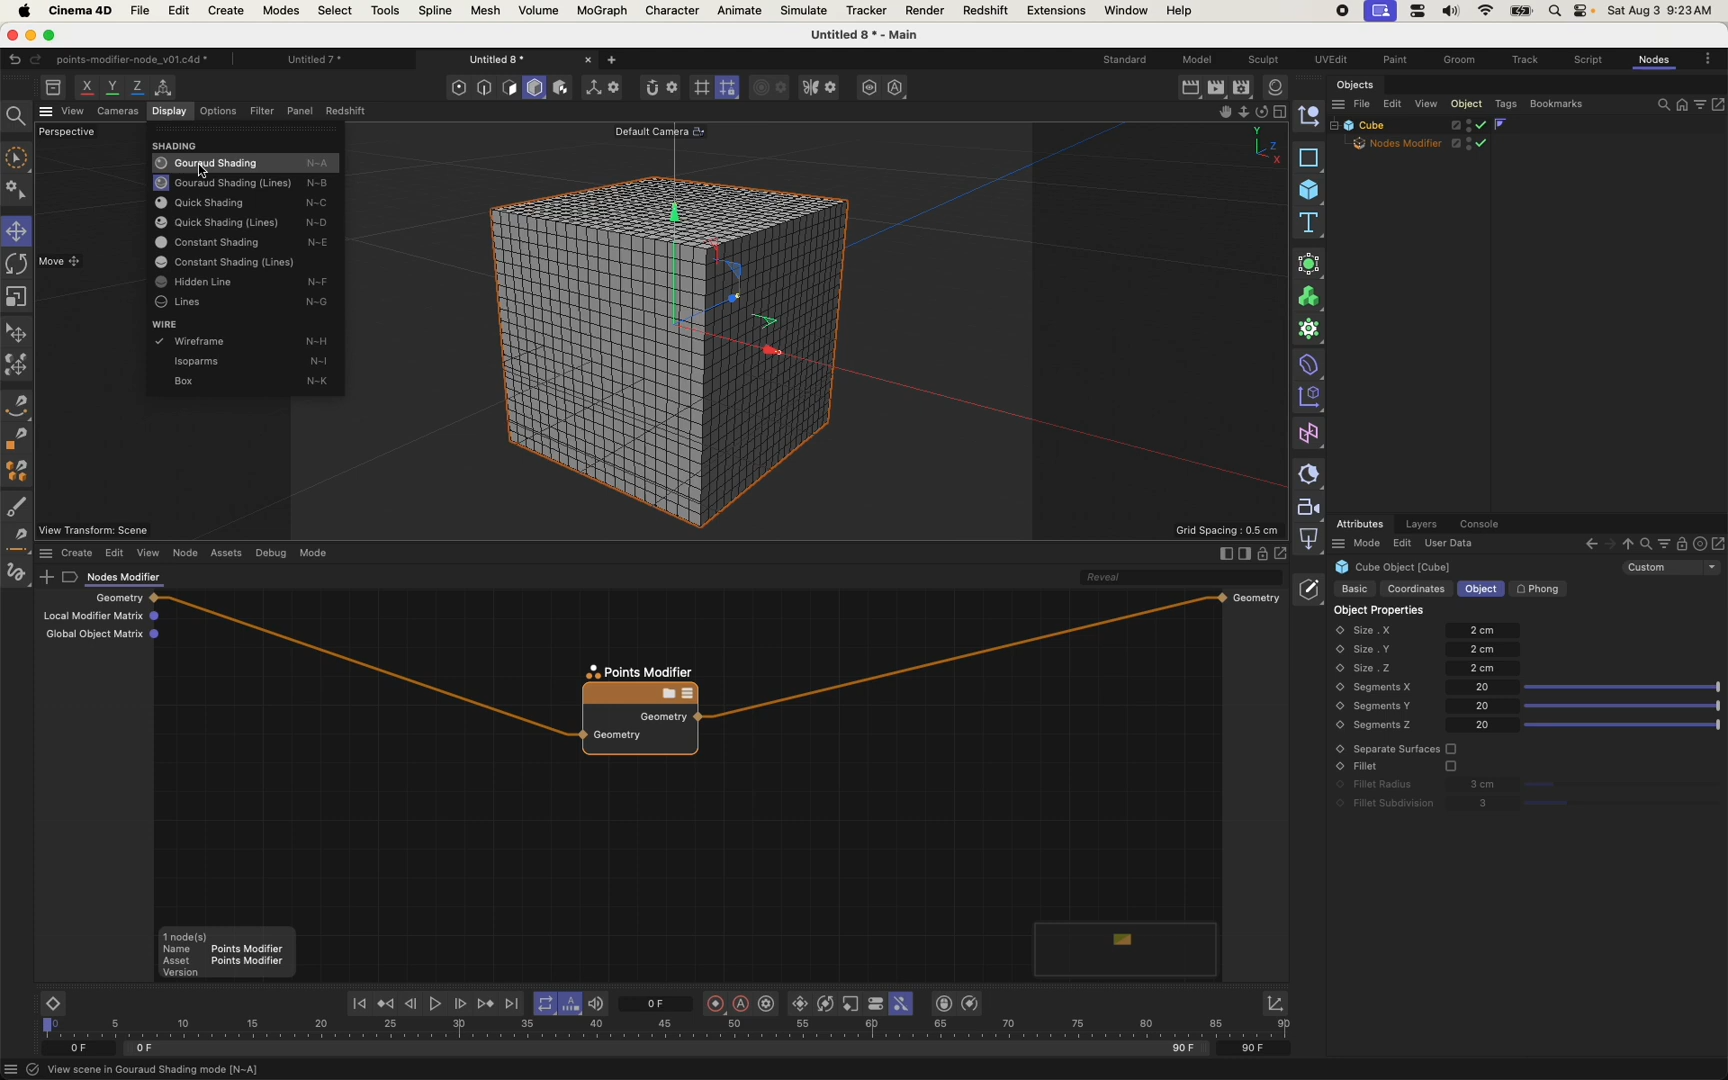 Cinema 4D File Edit Create Modes Select Tools Spline Mesh Volume MoGraph Character Animate Simulate Tracker Render Redshift Extensions Window Help Sat Aug 3 9:23 AM
Untitled 8 * - Main
points-modifier-node_v01.c4d * Untitled 7 * Untitled 8 * × + Standard Model Sculpt UVEdit Paint Groom Track Script Nodes
X Y Z
Objects
View Cameras Display Options Filter Panel Redshift
File Edit View Object Tags Bookmarks
Perspective
Default Camera
Y
Z
X
SHADING
Gouraud Shading N~A
Gouraud Shading (Lines) N~B
Quick Shading N~C
Quick Shading (Lines) N~D
Constant Shading N~E
Constant Shading (Lines)
Hidden Line N~F
Lines N~G
WIRE
Wireframe N~H
Isoparms N~I
Box N~K
Move
Cube
Nodes Modifier
View Transform: Scene
Grid Spacing : 0.5 cm
Create Edit View Node Assets Debug Mode
Nodes Modifier
Reveal
Geometry
Local Modifier Matrix
Global Object Matrix
Points Modifier
Geometry
Geometry
Geometry
1 node(s)
Name Points Modifier
Asset Points Modifier
Version
Attributes Layers Console
Mode Edit User Data
Cube Object [Cube] Custom
Basic Coordinates Object Phong
Object Properties
Size . X 2 cm
Size . Y 2 cm
Size . Z 2 cm
Segments X 20
Segments Y 20
Segments Z 20
Separate Surfaces
Fillet
Fillet Radius 3 cm
Fillet Subdivision 3
0 F
0 5 10 15 20 25 30 35 40 45 50 55 60 65 70 75 80 85 90
0 F 0 F 90 F 90 F
View scene in Gouraud Shading mode [N~A]